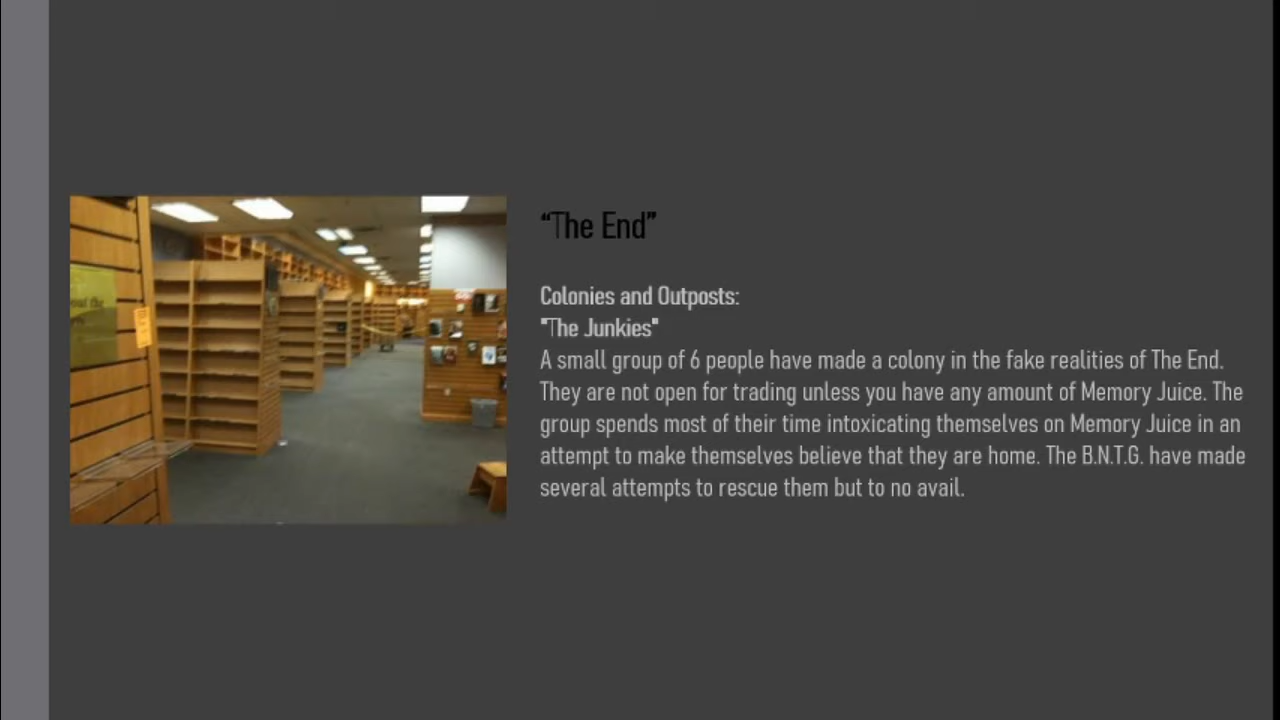 “The End”
Colonies and Outposts:
"The Junkies"
A small group of 6 people have made a colony in the fake realities of The End.
They are not open for trading unless you have any amount of Memory Juice. The
group spends most of their time intoxicating themselves on Memory Juice in an
attempt to make themselves believe that they are home. The B.N.T.G. have made
several attempts to rescue them but to no avail.